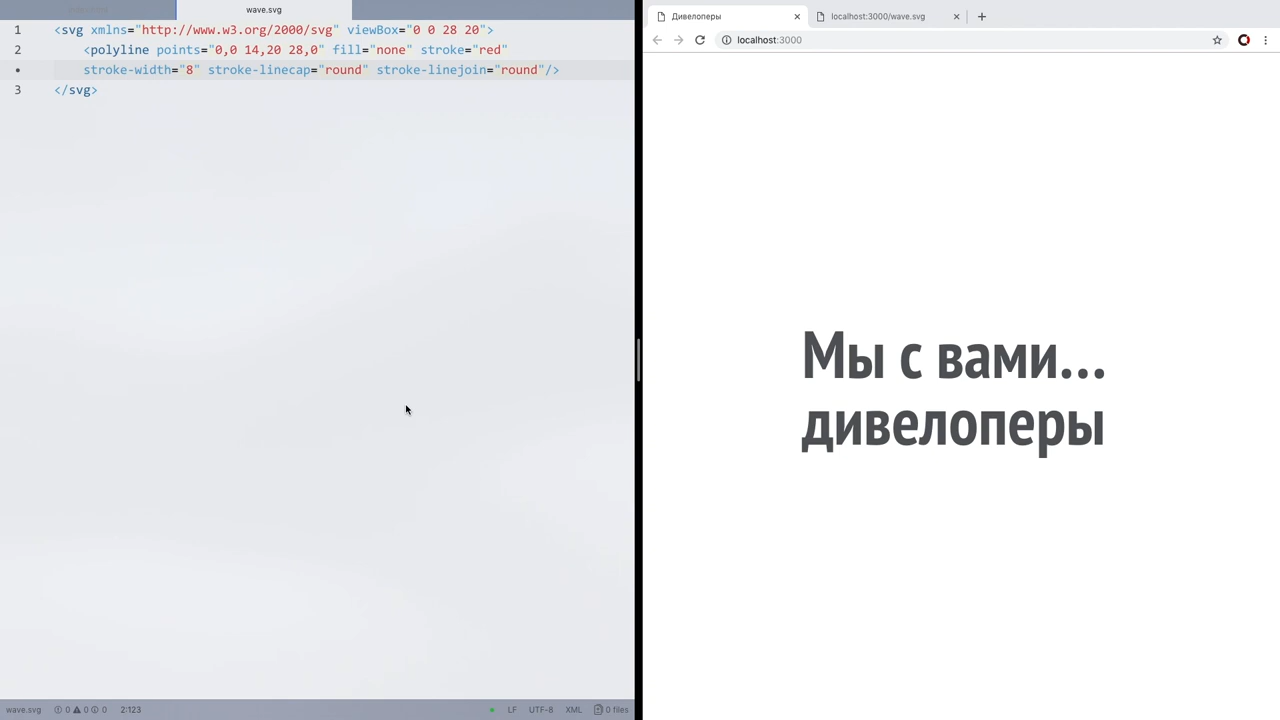 wave.svg
1 <svg xmlns="http://www.w3.org/2000/svg" viewBox="0 0 28 20">
2 <polyline points="0,0 14,20 28,0" fill="none" stroke="red"
• stroke-width="8" stroke-linecap="round" stroke-linejoin="round"/>
3 </svg>
wave.svg 0 0 0 2:123 LF UTF-8 XML 0 files
Дивелоперы localhost:3000/wave.svg
localhost:3000
Мы с вами…
дивелоперы